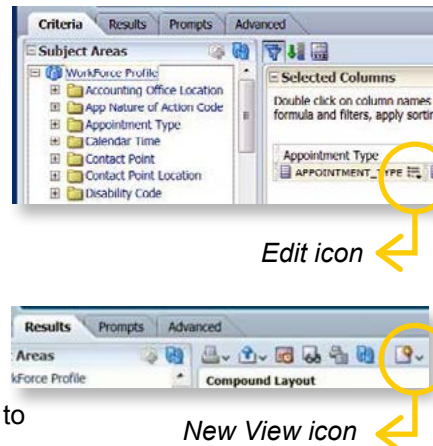 Criteria Results Prompts Advanced
Subject Areas
WorkForce Profile
Accounting Office Location
App Nature of Action Code
Appointment Type
Calendar Time
Contact Point
Contact Point Location
Disability Code
Selected Columns
Double click on column names
formula and filters, apply sortin
Appointment Type
APPOINTMENT_TYPE
Edit icon
Results Prompts Advanced
Areas
kForce Profile
Compound Layout
to
New View icon